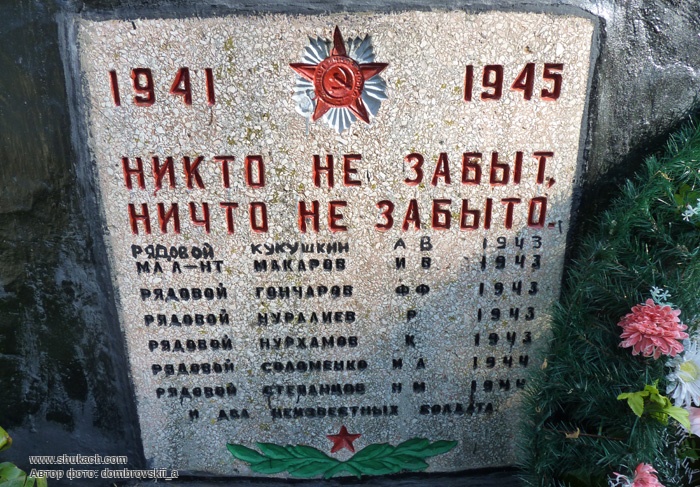 1941 1945
НИКТО НЕ ЗАБЫТ,
НИЧТО НЕ ЗАБЫТО.
РЯДОВОЙ КУКУШКИН А В 1943
МЛ Л-НТ МАКАРОВ И В 1943
РЯДОВОЙ ГОНЧАРОВ Ф Ф 1943
РЯДОВОЙ НУРАЛИЕВ Р 1943
РЯДОВОЙ НУРХАМОВ К 1943
РЯДОВОЙ СОЛОМЕНКО И Д 1944
РЯДОВОЙ СТЕПАНЦОВ Н И 1944
И ДВА НЕИЗВЕСТНЫХ СОЛДАТА
www.shukach.com
Автор фото: dombrovskii_a